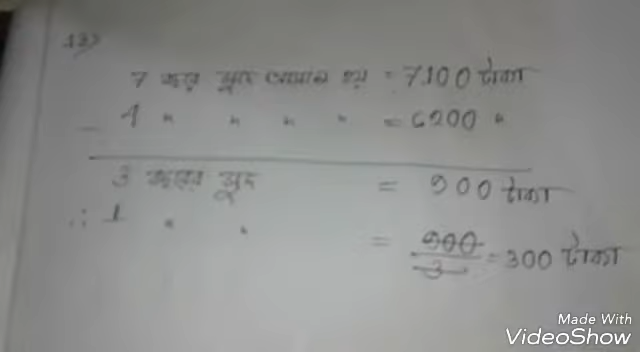 7 বছরে সুদে আসলে হয় = 7100 টাকা
- 4 " " " " = 6200 "
3 বছরের সুদ = 900 টাকা
∴ 1 " " = 900/3 = 300 টাকা
Made With
VideoShow